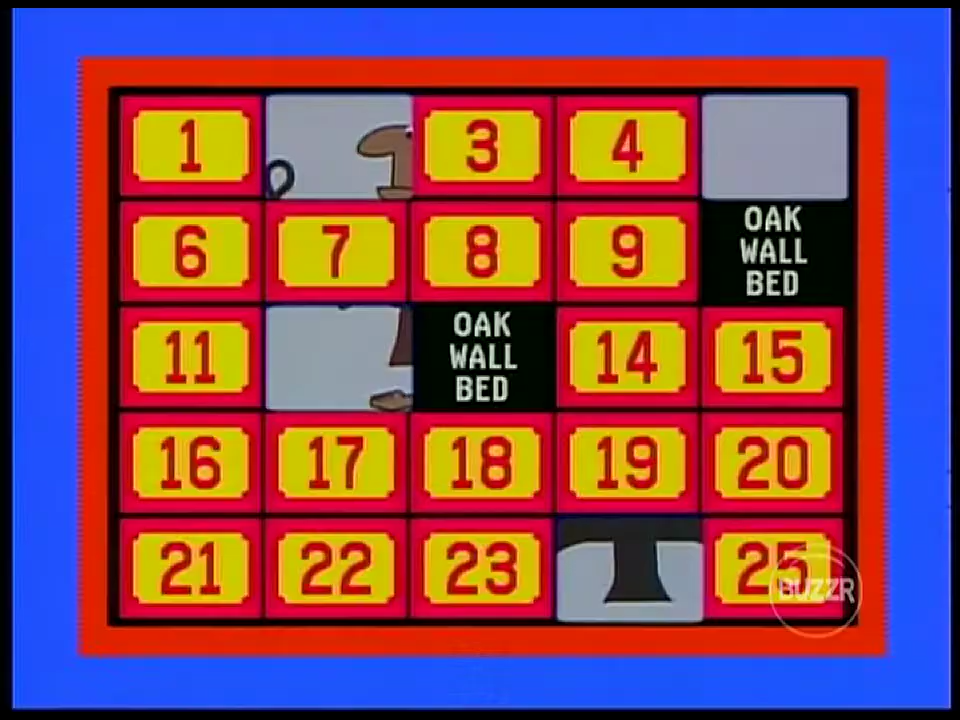 1 3 4
6 7 8 9 OAK
WALL
BED
11 OAK
WALL
BED 14 15
16 17 18 19 20
21 22 23 25
BUZZR